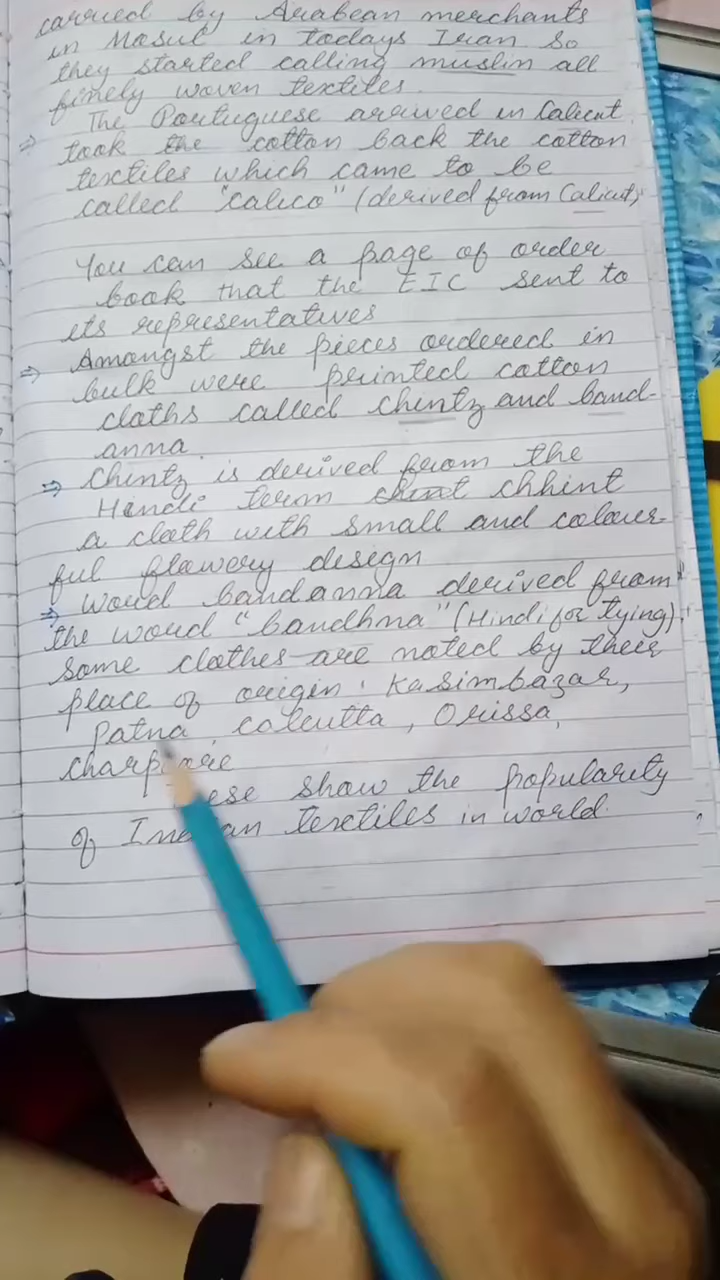 carried by Arabean merchants
in Mosul in todays Iran so
they started calling muslin all
finely woven textiles.
The Portuguese arrived in Calicut
⇒ took the cotton back the cotton
textiles which came to be
called "calico" (derived from Calicut)
You can see a page of order
book that the EIC sent to
its representatives
⇒ Amongst the pieces ordered in
bulk were printed cotton
cloths called chintz and band-
anna.
⇒ Chintz is derived from the
Hindi term chint chhint
a cloth with small and colour-
ful flowery design
⇒ Word bandanna derived from
the word "bandhna" (Hindi for tying)
some clothes are noted by their
place of origin: Kasimbazar,
Patna, Calcutta, Orissa,
charpoore
show the popularity
of Indian textiles in world.